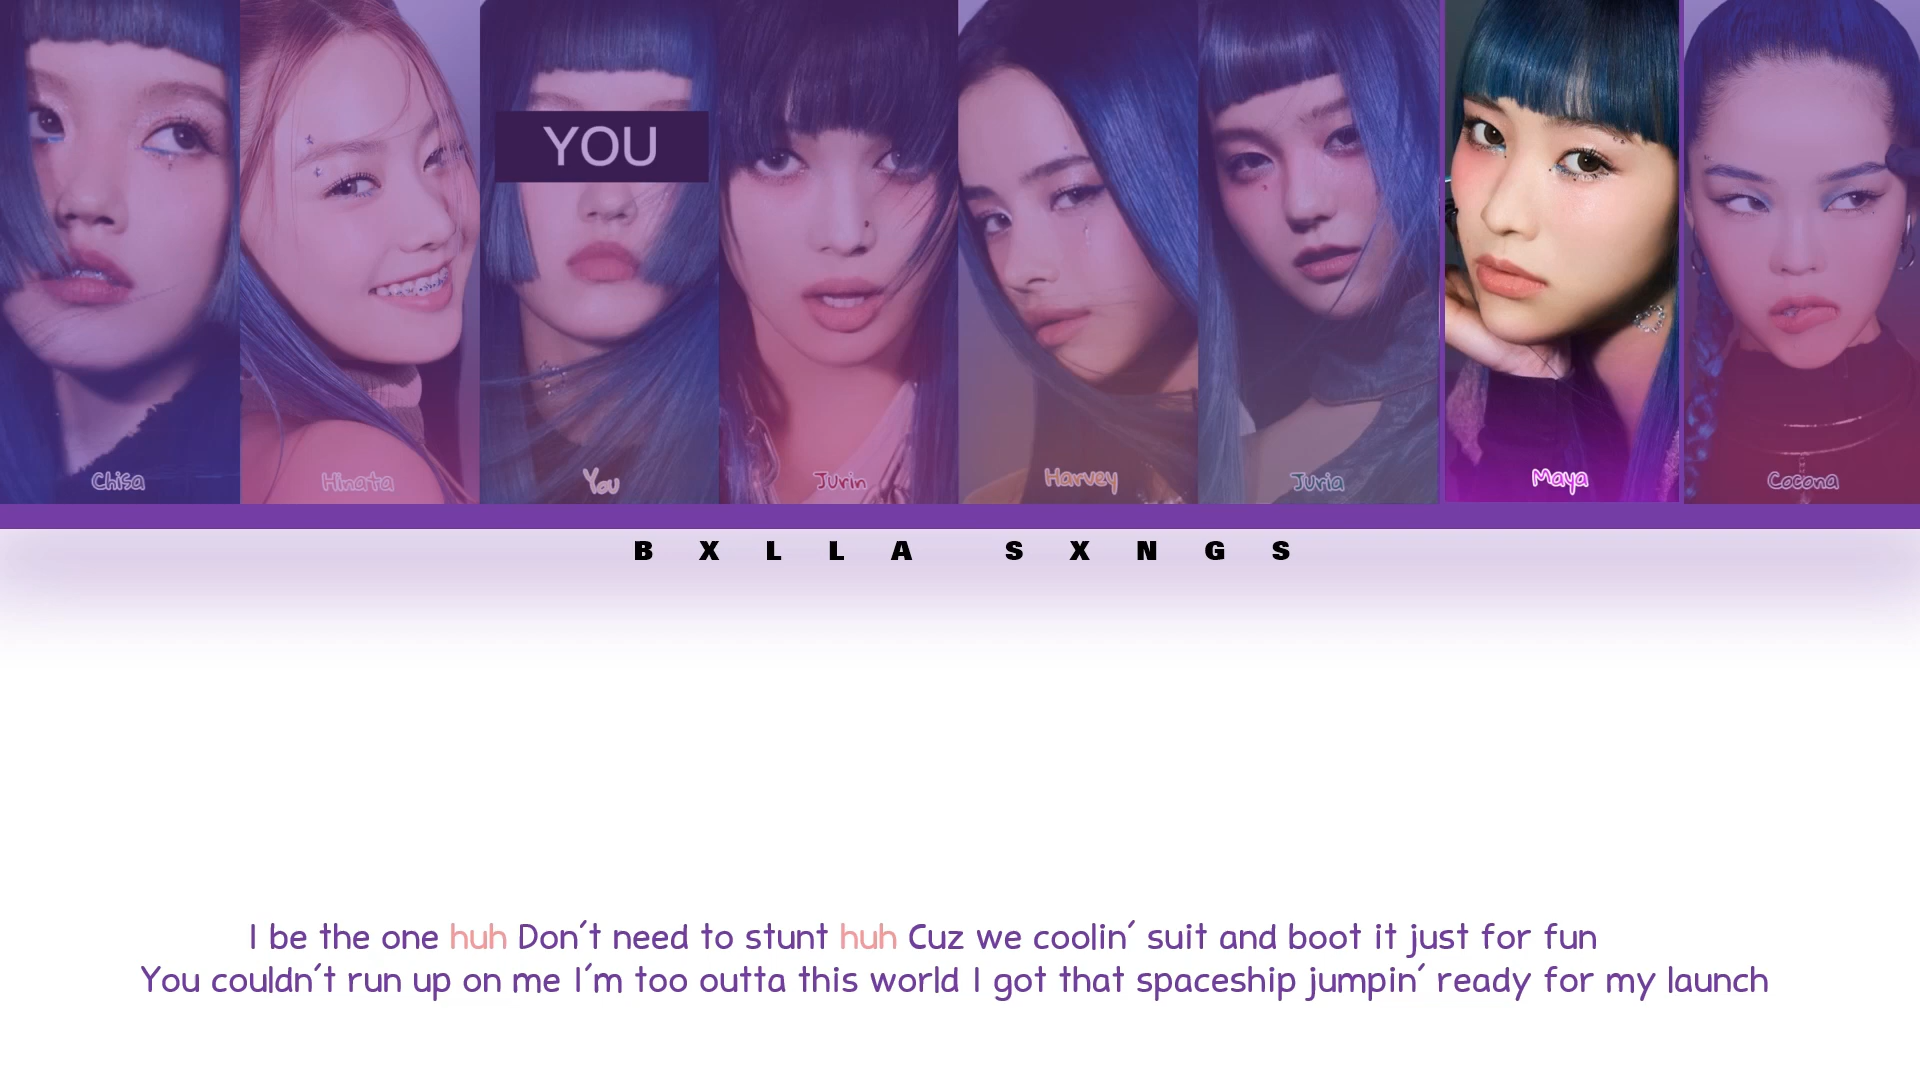 YOU
Chisa
Hinata
You
Jurin
Harvey
Juria
Maya
Cocona
BXLLA SXNGS
I be the one huh Don't need to stunt huh Cuz we coolin' suit and boot it just for fun
You couldn't run up on me I'm too outta this world I got that spaceship jumpin' ready for my launch